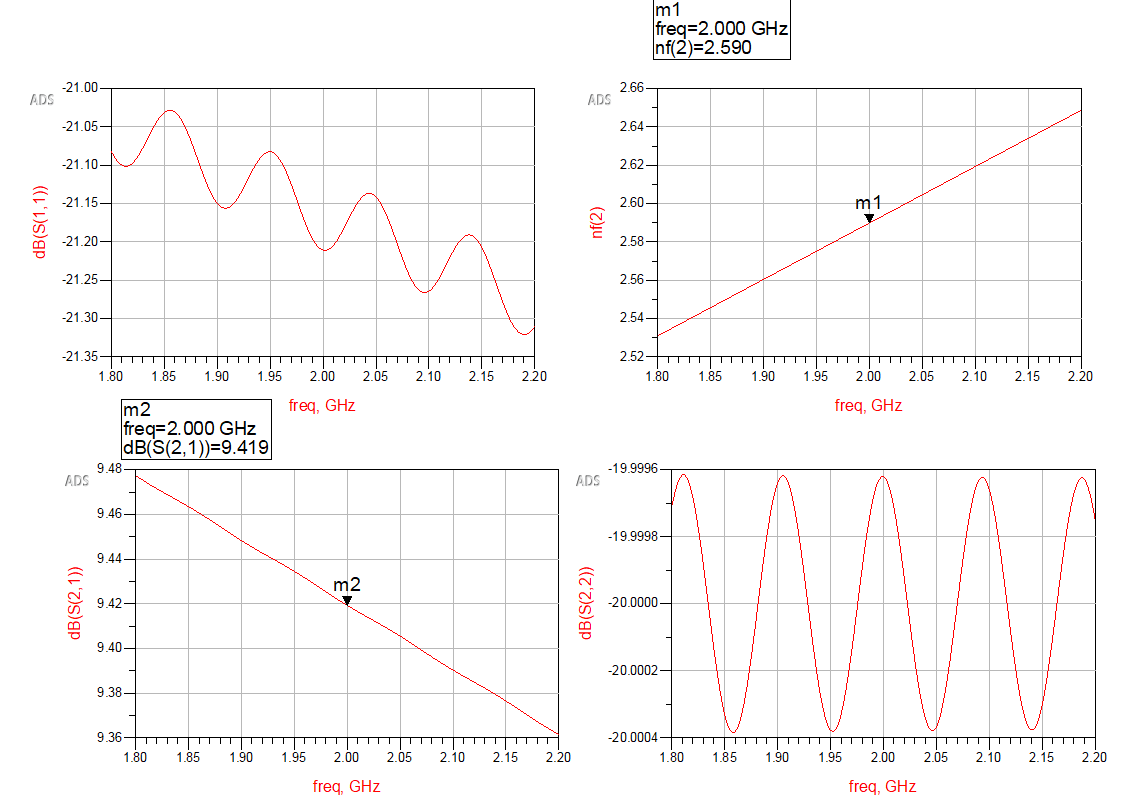 m1
freq=2.000 GHz
nf(2)=2.590
ADS
-21.00
-21.05
-21.10
-21.15
-21.20
-21.25
-21.30
-21.35
dB(S(1,1))
1.80 1.85 1.90 1.95 2.00 2.05 2.10 2.15 2.20
freq, GHz
ADS
2.66
2.64
2.62
2.60
2.58
2.56
2.54
2.52
nf(2)
m1
1.80 1.85 1.90 1.95 2.00 2.05 2.10 2.15 2.20
freq, GHz
m2
freq=2.000 GHz
dB(S(2,1))=9.419
ADS
9.48
9.46
9.44
9.42
9.40
9.38
9.36
dB(S(2,1))
m2
1.80 1.85 1.90 1.95 2.00 2.05 2.10 2.15 2.20
freq, GHz
ADS
-19.9996
-19.9998
-20.0000
-20.0002
-20.0004
dB(S(2,2))
1.80 1.85 1.90 1.95 2.00 2.05 2.10 2.15 2.20
freq, GHz